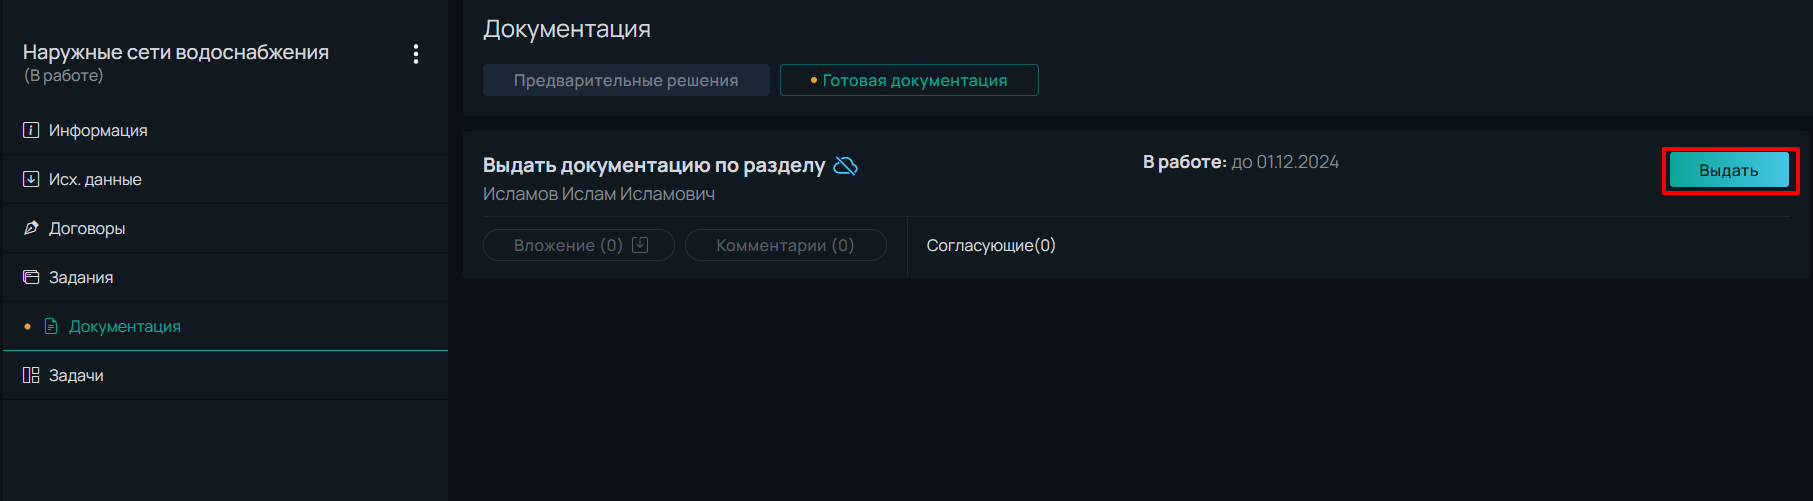 Наружные сети водоснабжения
(В работе)
Информация
Исх. данные
Договоры
Задания
Документация
Задачи
Документация
Предварительные решения
Готовая документация
Выдать документацию по разделу
Исламов Ислам Исламович
В работе: до 01.12.2024
Выдать
Вложение (0)
Комментарии (0)
Согласующие(0)